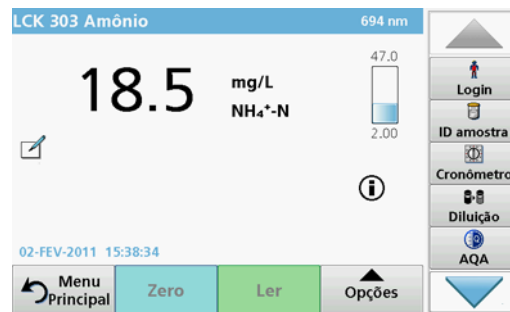 LCK 303 Amônio 694 nm
47.0
18.5 mg/L
NH₄⁺-N
2.00
02-FEV-2011 15:38:34
Menu
Principal
Zero
Ler
Opções
Login
ID amostra
Cronômetro
Diluição
AQA